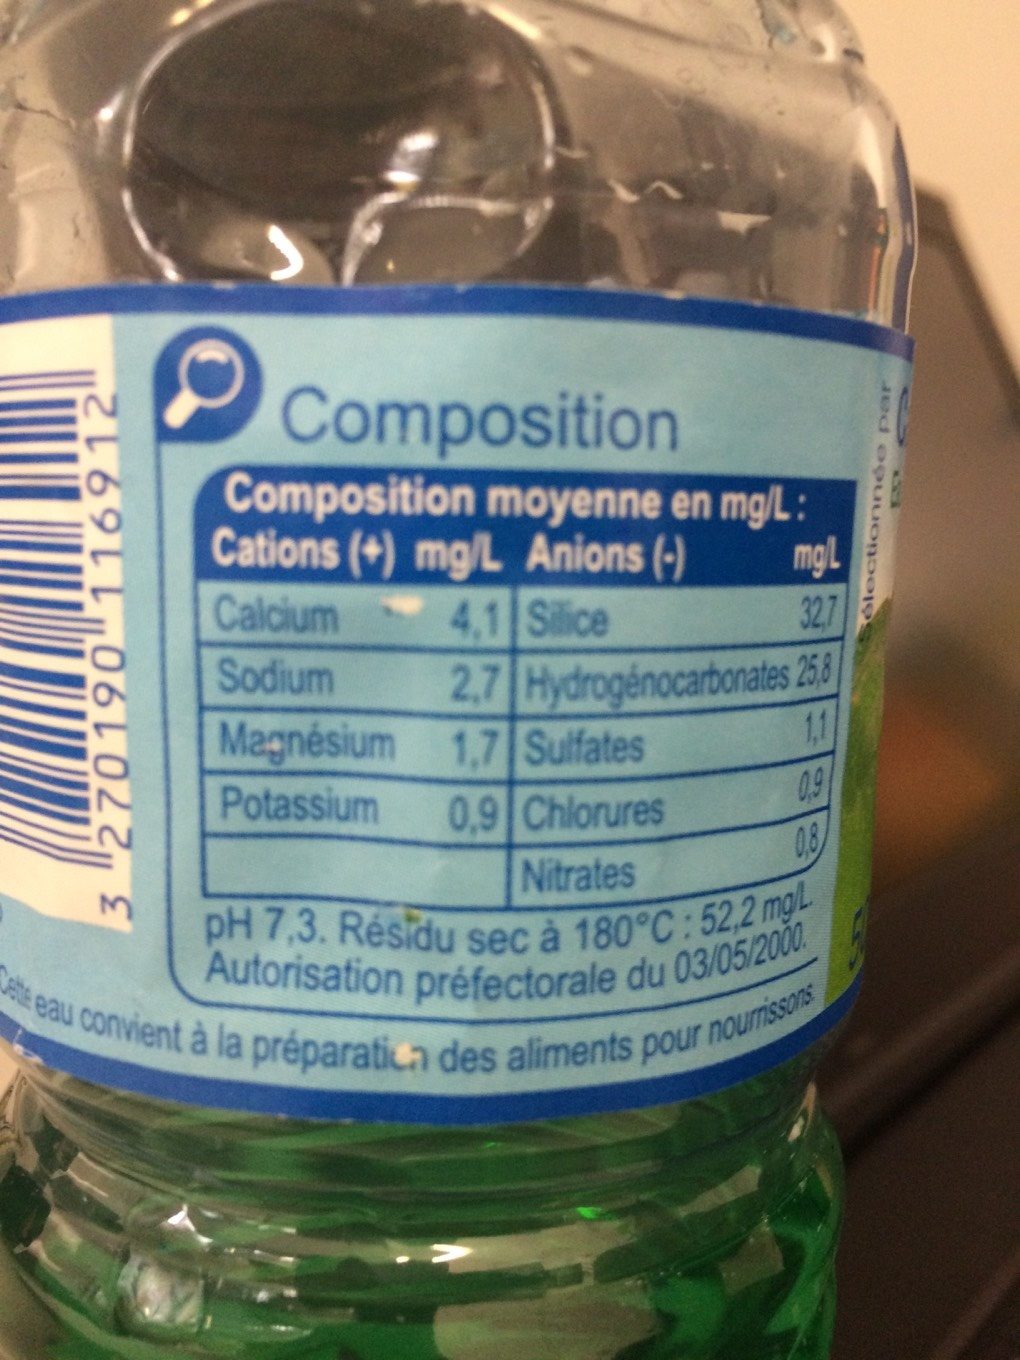 Composition
Composition moyenne en mg/L :
Cations (+) mg/L Anions (-) mg/L
Calcium 4,1 Silice 32,7
Sodium 2,7 Hydrogénocarbonates 25,8
Magnésium 1,7 Sulfates 1,1
Potassium 0,9 Chlorures 0,9
Nitrates 0,8
pH 7,3. Résidu sec à 180°C : 52,2 mg/L.
Autorisation préfectorale du 03/05/2000.
Cette eau convient à la préparation des aliments pour nourrissons.
3 270190 116912
Sélectionnée par